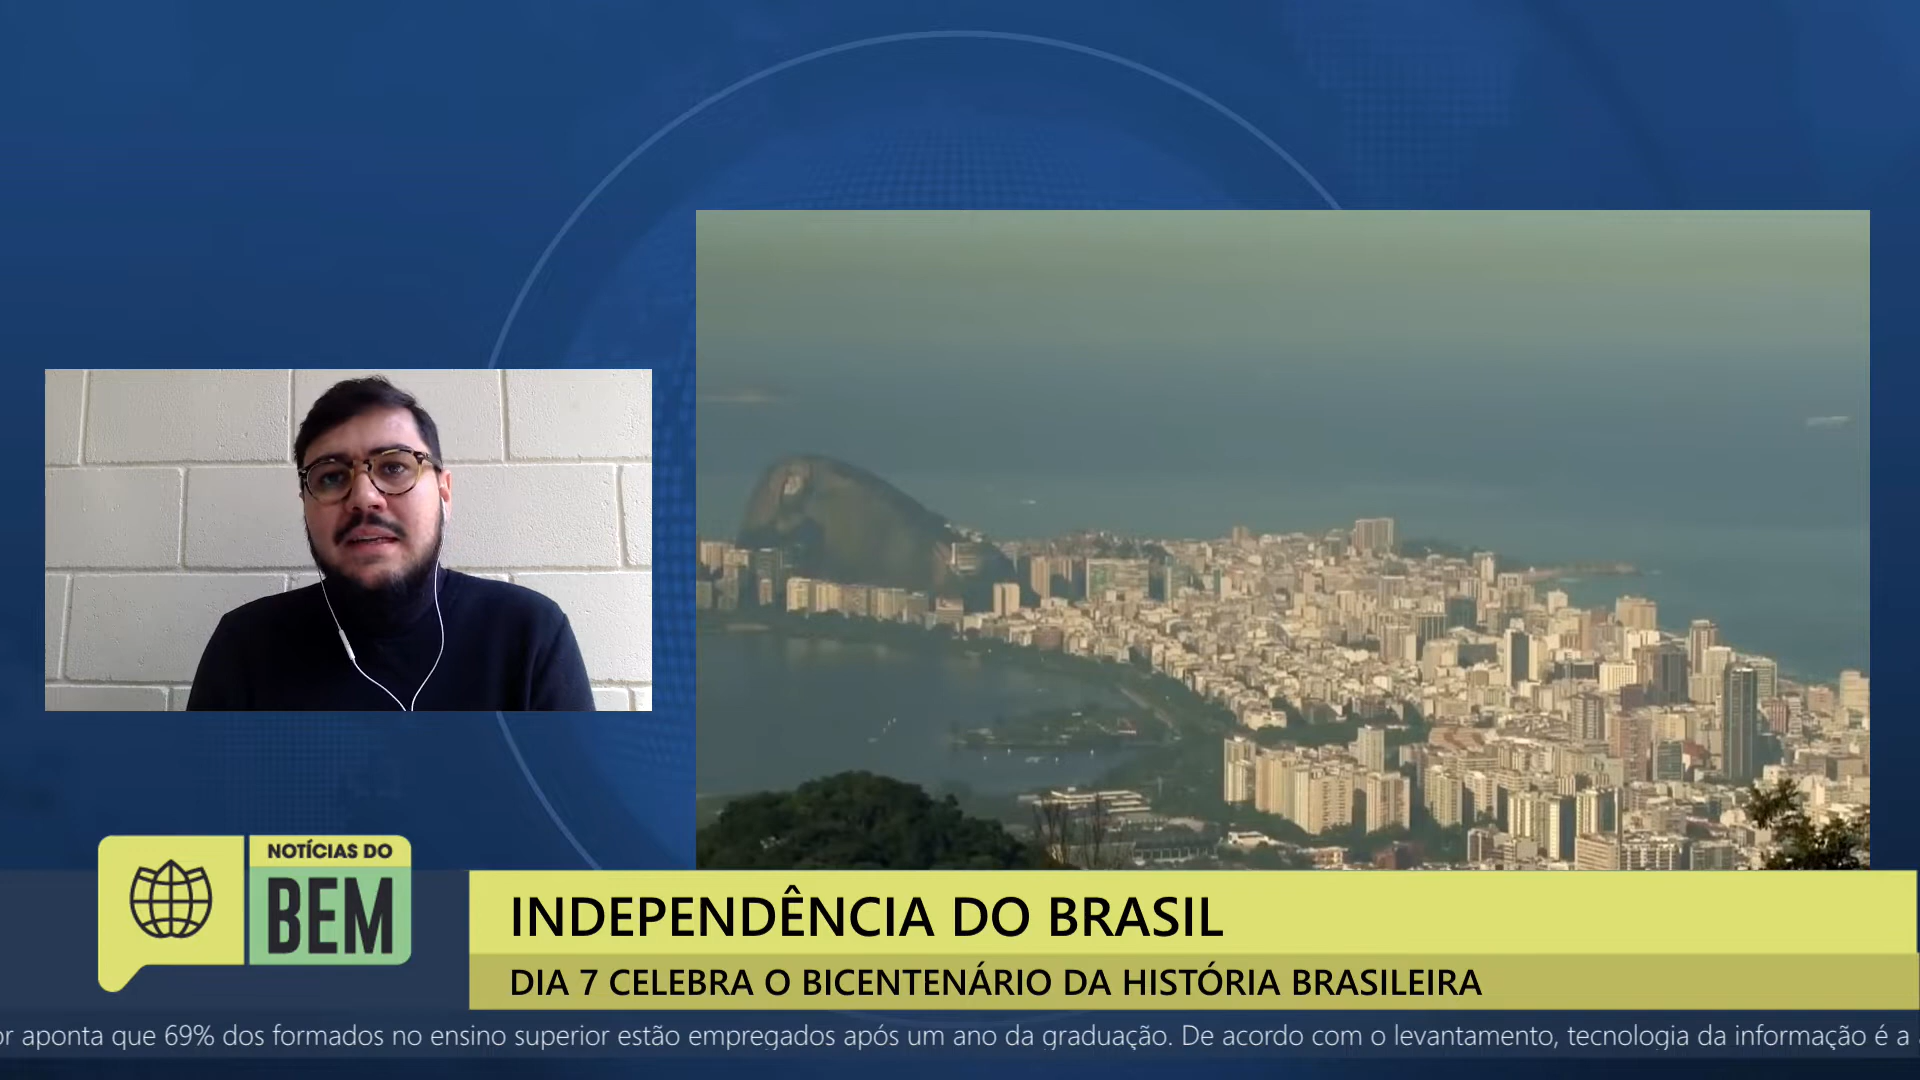 NOTÍCIAS DO
BEM
INDEPENDÊNCIA DO BRASIL
DIA 7 CELEBRA O BICENTENÁRIO DA HISTÓRIA BRASILEIRA
aponta que 69% dos formados no ensino superior estão empregados após um ano da graduação. De acordo com o levantamento, tecnologia da informação é a